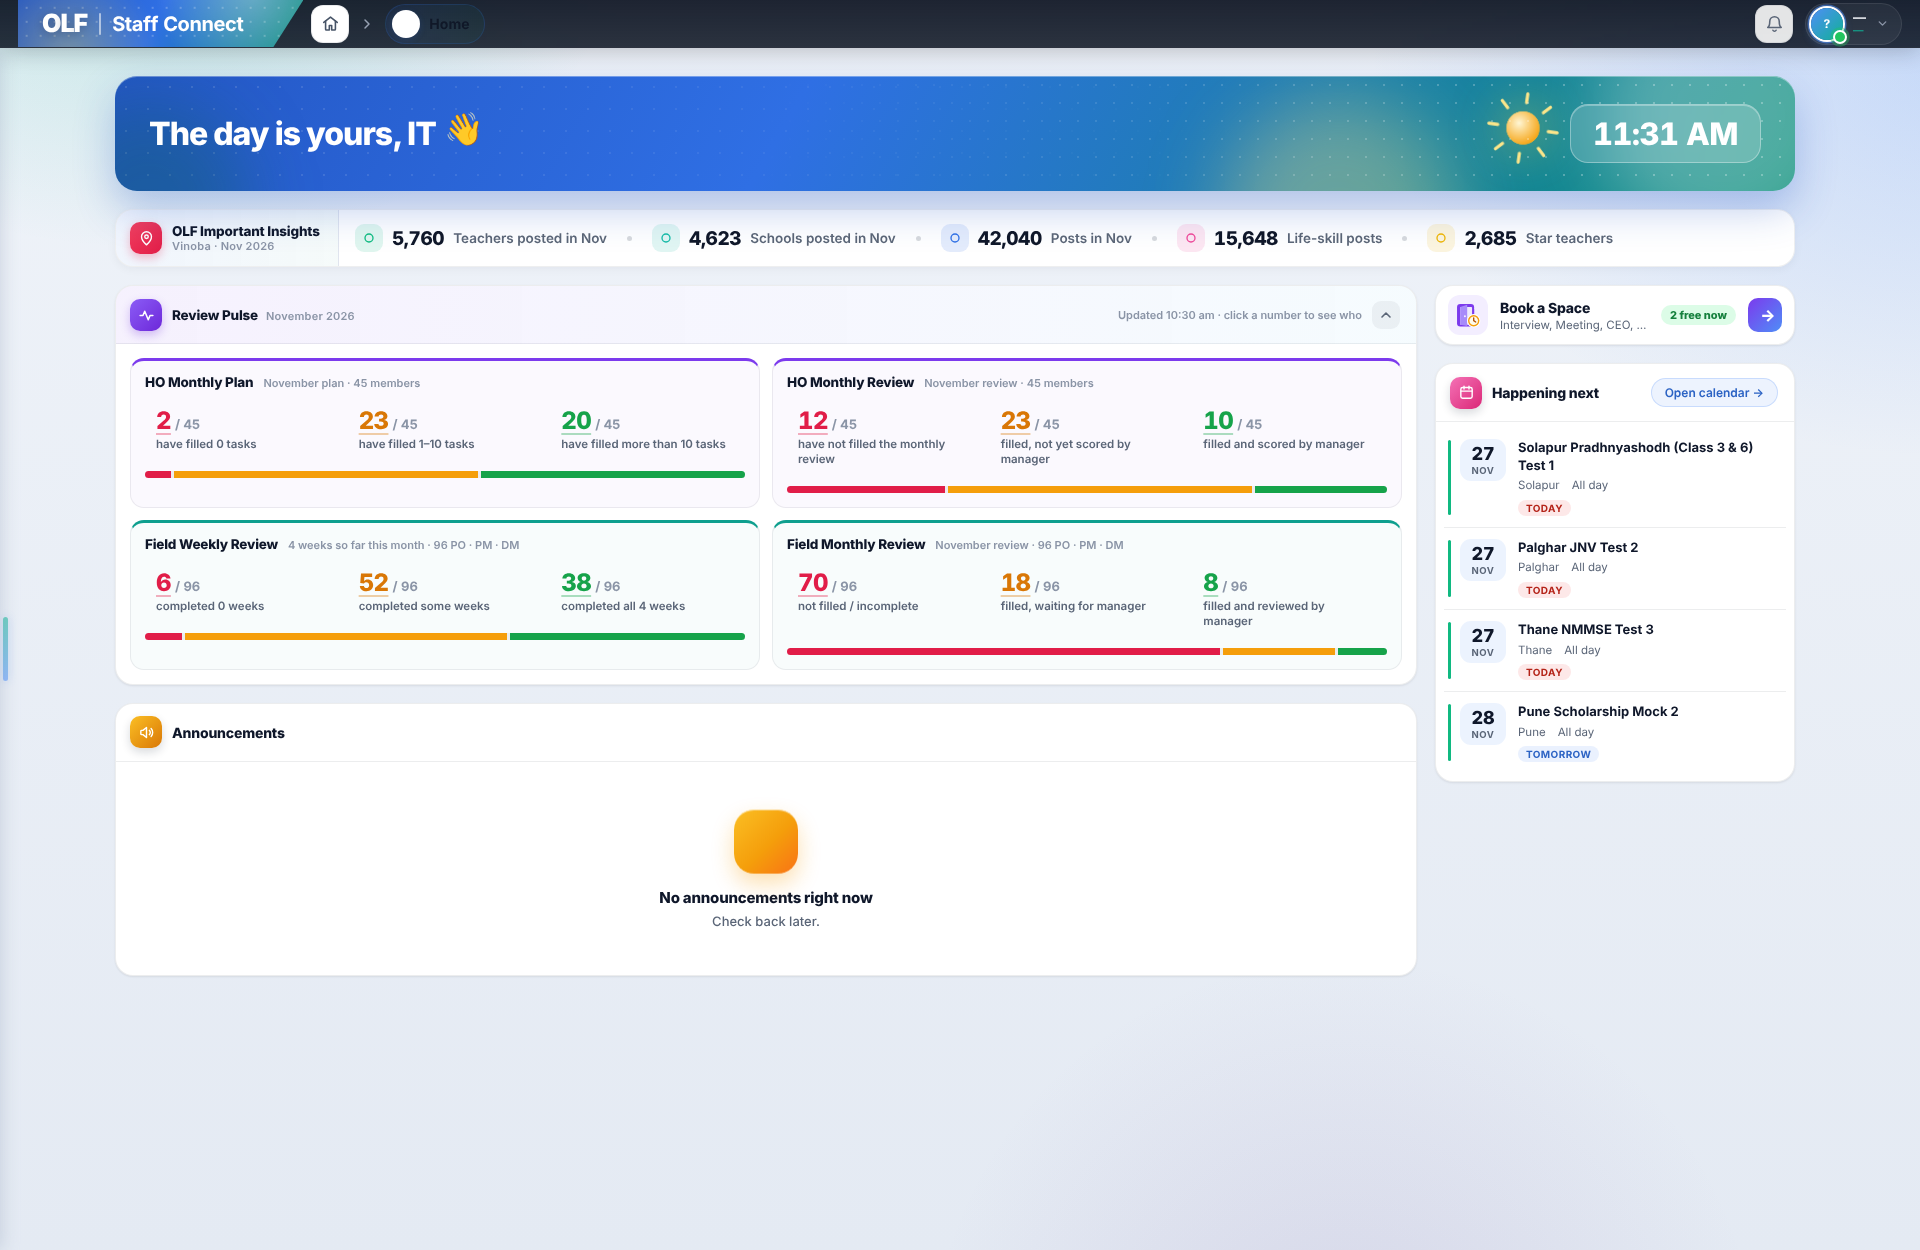 OLF | Staff Connect
Home
?
The day is yours, IT 👋
11:31 AM
OLF Important Insights
Vinoba · Nov 2026
5,760 Teachers posted in Nov
4,623 Schools posted in Nov
42,040 Posts in Nov
15,648 Life-skill posts
2,685 Star teachers
Review Pulse November 2026
Updated 10:30 am · click a number to see who
HO Monthly Plan November plan · 45 members
2 / 45
have filled 0 tasks
23 / 45
have filled 1–10 tasks
20 / 45
have filled more than 10 tasks
HO Monthly Review November review · 45 members
12 / 45
have not filled the monthly
review
23 / 45
filled, not yet scored by
manager
10 / 45
filled and scored by manager
Field Weekly Review 4 weeks so far this month · 96 PO · PM · DM
6 / 96
completed 0 weeks
52 / 96
completed some weeks
38 / 96
completed all 4 weeks
Field Monthly Review November review · 96 PO · PM · DM
70 / 96
not filled / incomplete
18 / 96
filled, waiting for manager
8 / 96
filled and reviewed by
manager
Announcements
No announcements right now
Check back later.
Book a Space
Interview, Meeting, CEO, ...
2 free now
Happening next
Open calendar →
27
NOV
Solapur Pradhnyashodh (Class 3 & 6)
Test 1
Solapur All day
TODAY
27
NOV
Palghar JNV Test 2
Palghar All day
TODAY
27
NOV
Thane NMMSE Test 3
Thane All day
TODAY
28
NOV
Pune Scholarship Mock 2
Pune All day
TOMORROW